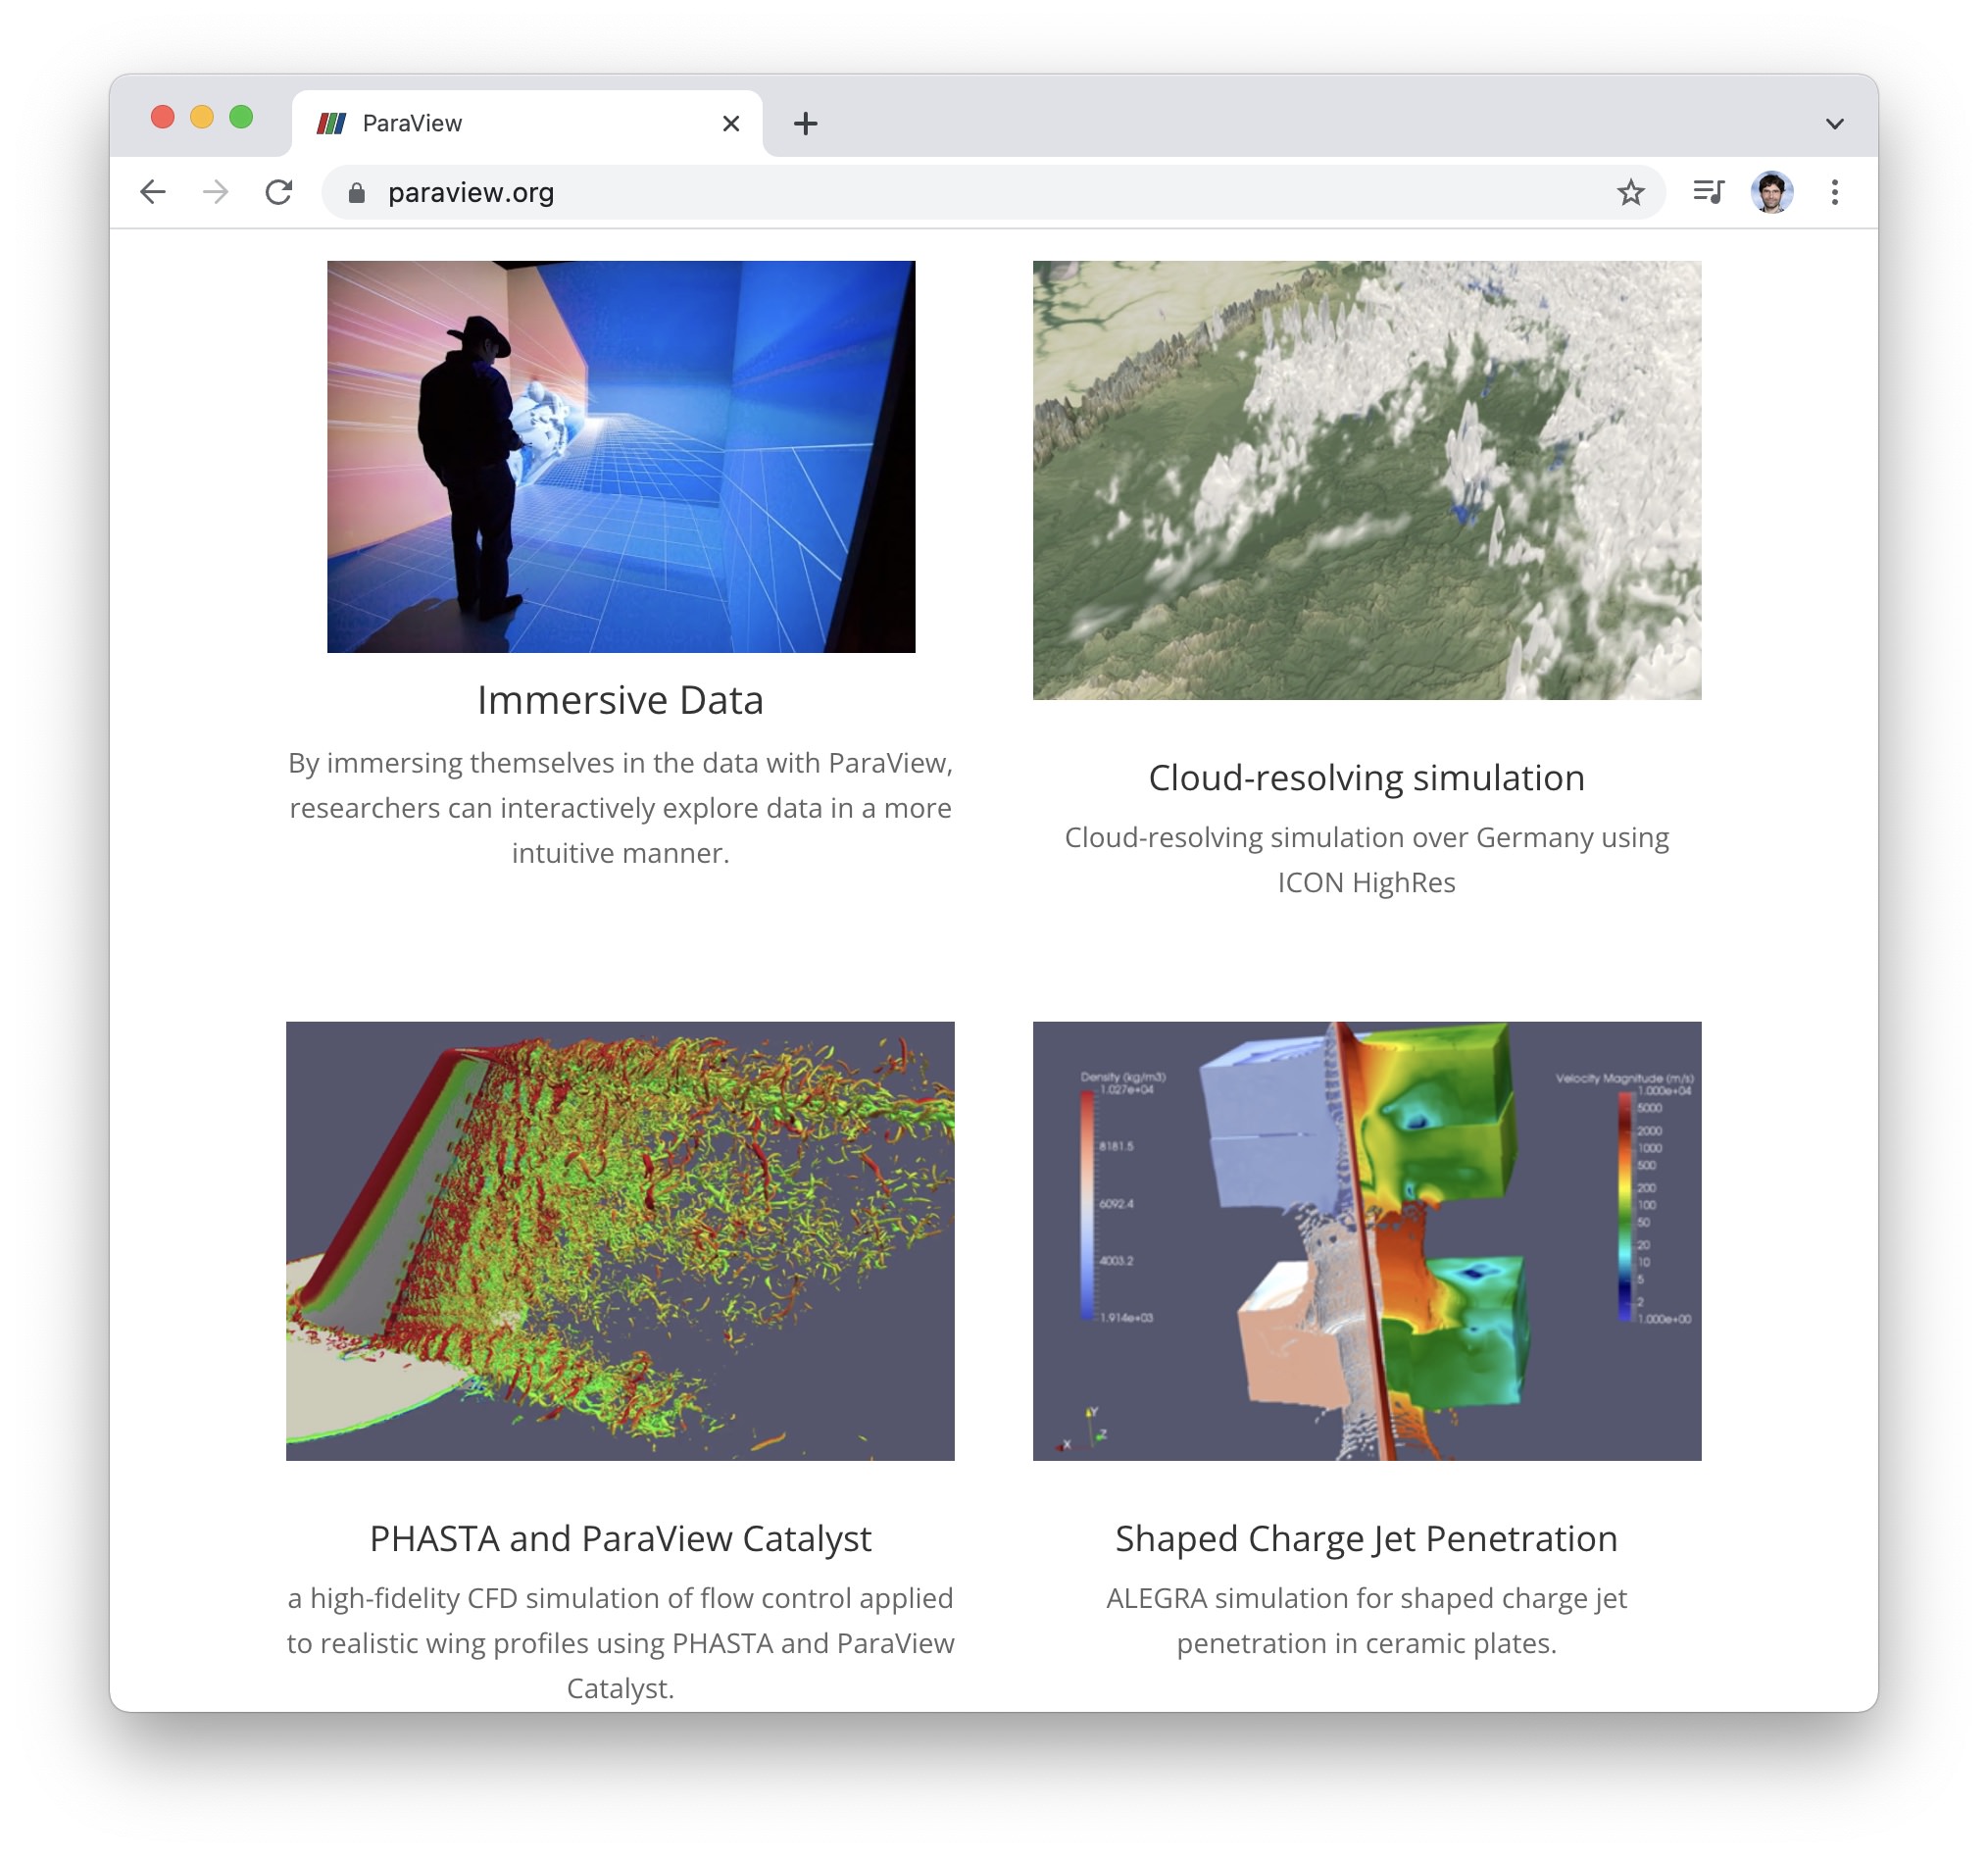 ParaView
paraview.org
Immersive Data
By immersing themselves in the data with ParaView,
researchers can interactively explore data in a more
intuitive manner.
Cloud-resolving simulation
Cloud-resolving simulation over Germany using
ICON HighRes
Density (kg/m3)
1.027e+04
8181.5
6092.4
4003.2
1.914e+03
Y
Z
X
Velocity Magnitude (m/s)
1.000e+04
5000
2000
1000
500
200
100
50
20
10
5
2
1.000e+00
PHASTA and ParaView Catalyst
a high-fidelity CFD simulation of flow control applied
to realistic wing profiles using PHASTA and ParaView
Catalyst.
Shaped Charge Jet Penetration
ALEGRA simulation for shaped charge jet
penetration in ceramic plates.